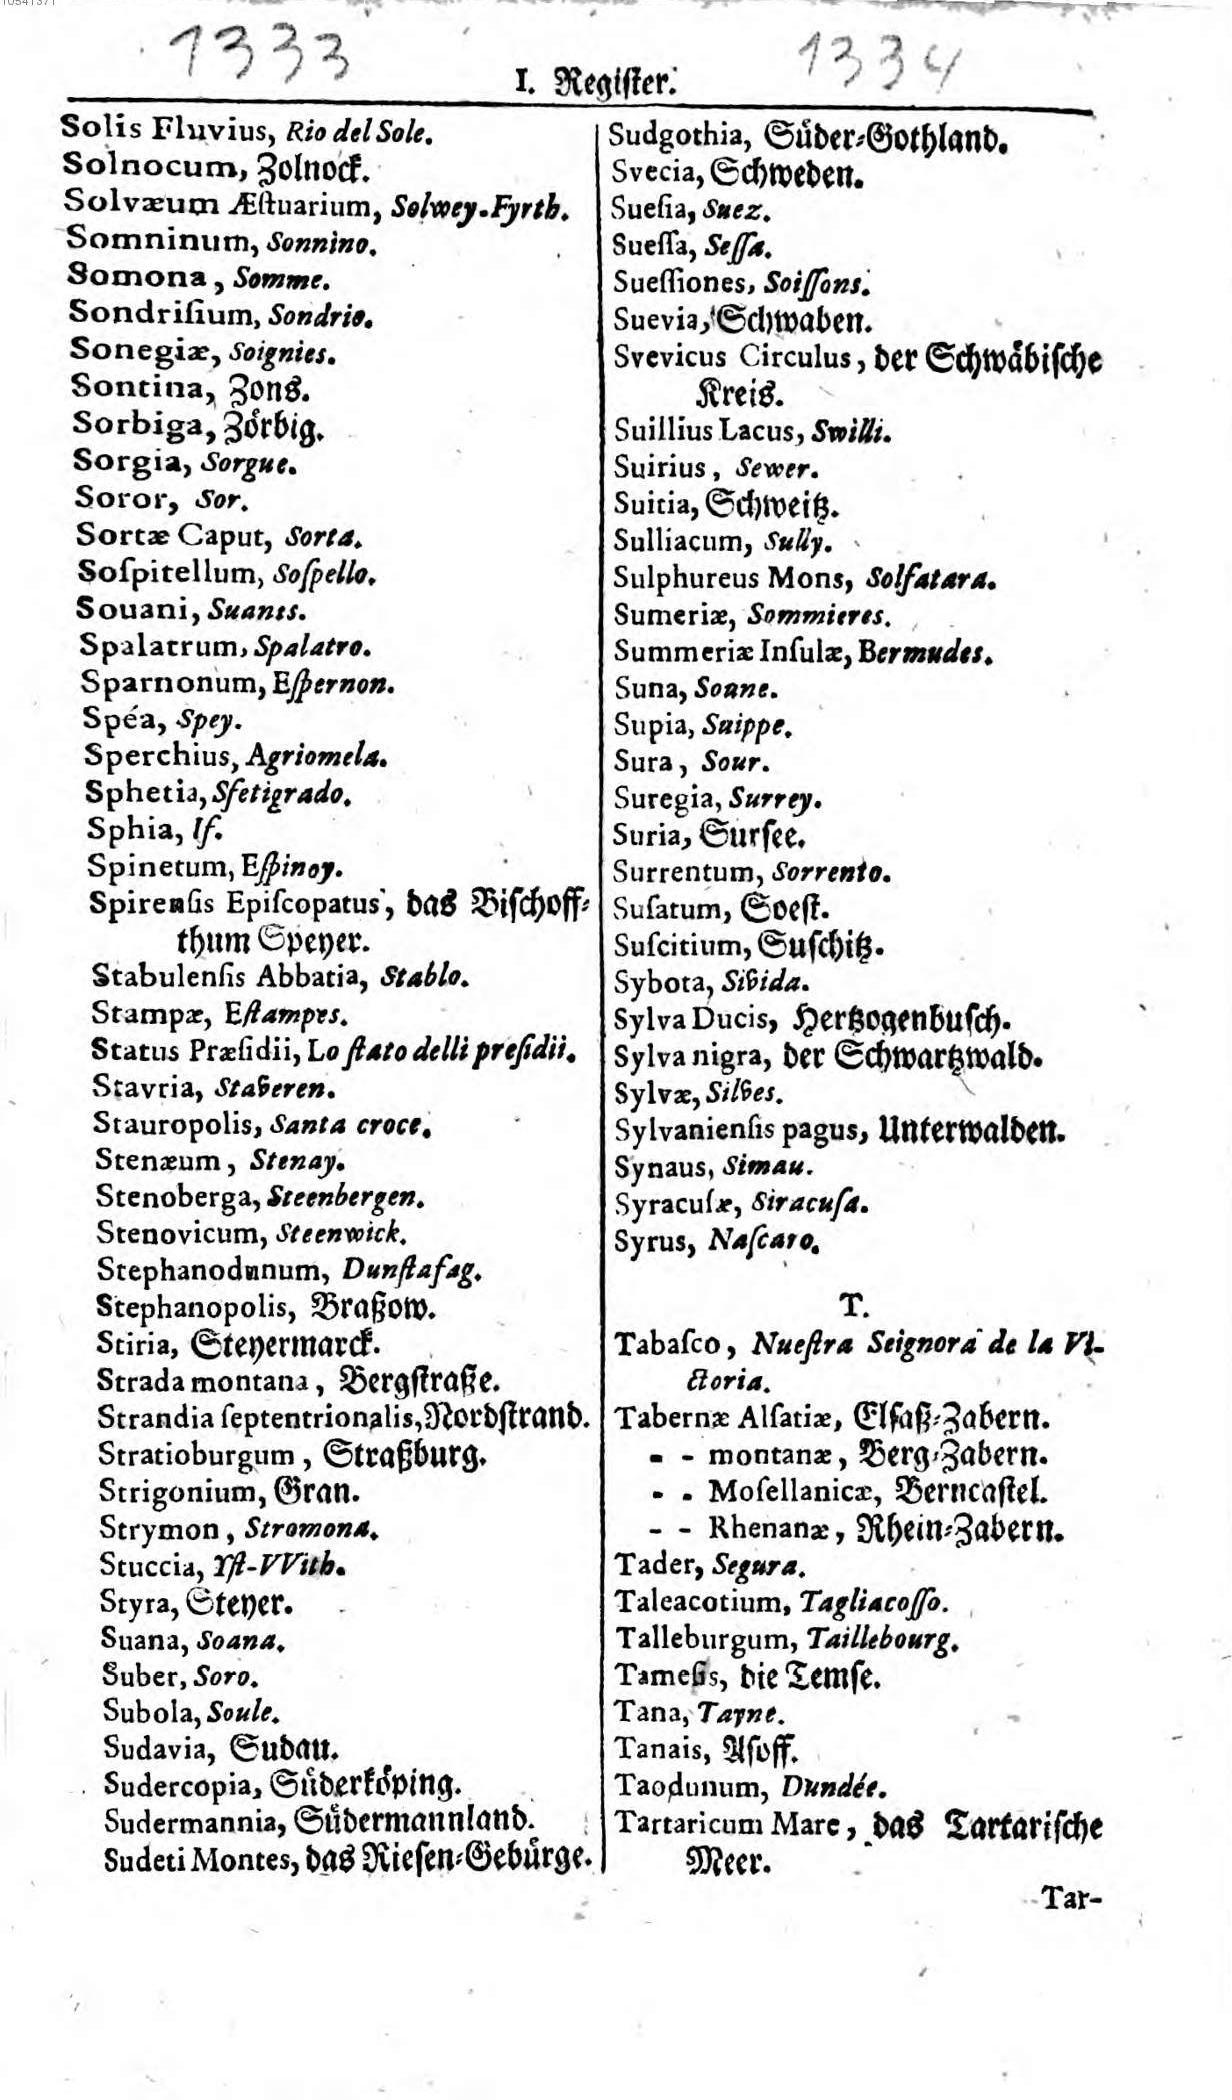 10541371
1333
1334
I. Regiſter.
Solis Fluvius, Rio del Sole.
Solnocum, Zolnock.
Solvæum Æſtuarium, Solwey-Fyrth.
Somninum, Sonnino.
Somona, Somme.
Sondriſium, Sondrio.
Sonegiæ, Soignies.
Sontina, Zons.
Sorbiga, Zörbig.
Sorgia, Sorgue.
Soror, Sor.
Sortæ Caput, Sorta.
Soſpitellum, Soſpello.
Souani, Suanes.
Spalatrum, Spalatro.
Sparnonum, Eſpernon.
Spéa, Spey.
Sperchius, Agriomela.
Sphetia, Sfetigrado.
Sphia, If.
Spinetum, Eſpinoy.
Spirenſis Epiſcopatus, das Biſchoff⸗
thum Speyer.
Stabulenſis Abbatia, Stablo.
Stampæ, Eſtampes.
Status Præſidii, Lo ſtato delli preſidii.
Stavria, Staveren.
Stauropolis, Santa croce.
Stenæum, Stenay.
Stenoberga, Steenbergen.
Stenovicum, Steenwick.
Stephanodunum, Dunſtafag.
Stephanopolis, Braßow.
Stiria, Steyermarck.
Strada montana, Bergſtraße.
Strandia ſeptentrionalis, Nordſtrand.
Stratioburgum, Straßburg.
Strigonium, Gran.
Strymon, Stromona.
Stuccia, Yſt-VVith.
Styra, Steyer.
Suana, Soana.
Suber, Soro.
Subola, Soule.
Sudavia, Sudau.
Sudercopia, Süderköping.
Sudermannia, Südermannland.
Sudeti Montes, das Rieſen⸗Gebürge.
Sudgothia, Süder⸗Gothland.
Svecia, Schweden.
Sueſia, Suez.
Sueſſa, Seſſa.
Sueſſiones, Soiſſons.
Suevia, Schwaben.
Svevicus Circulus, der Schwäbiſche
Kreis.
Suillius Lacus, Swilli.
Suirius, Sewer.
Suitia, Schweitz.
Sulliacum, Sully.
Sulphureus Mons, Solfatara.
Sumeriæ, Sommieres.
Summeriæ Inſulæ, Bermudes.
Suna, Soane.
Supia, Suippe.
Sura, Sour.
Suregia, Surrey.
Suria, Surſee.
Surrentum, Sorrento.
Suſatum, Soeſt.
Suſcitium, Suſchitz.
Sybota, Sivida.
Sylva Ducis, Hertzogenbuſch.
Sylva nigra, der Schwartzwald.
Sylvæ, Silves.
Sylvanienſis pagus, Unterwalden.
Synaus, Simau.
Syracuſæ, Siracuſa.
Syrus, Naſcaro.
T.
Tabaſco, Nueſtra Seignora de la Vi-
ctoria.
Tabernæ Alſatiæ, Elſaß⸗Zabern.
- - montanæ, Berg⸗Zabern.
- - Moſellanicæ, Berncaſtel.
- - Rhenanæ, Rhein⸗Zabern.
Tader, Segura.
Taleacotium, Tagliacoſſo.
Talleburgum, Taillebourg.
Tameſis, die Temſe.
Tana, Tayne.
Tanais, Aſoff.
Taodunum, Dundée.
Tartaricum Mare, das Tartariſche
Meer.
Tar-